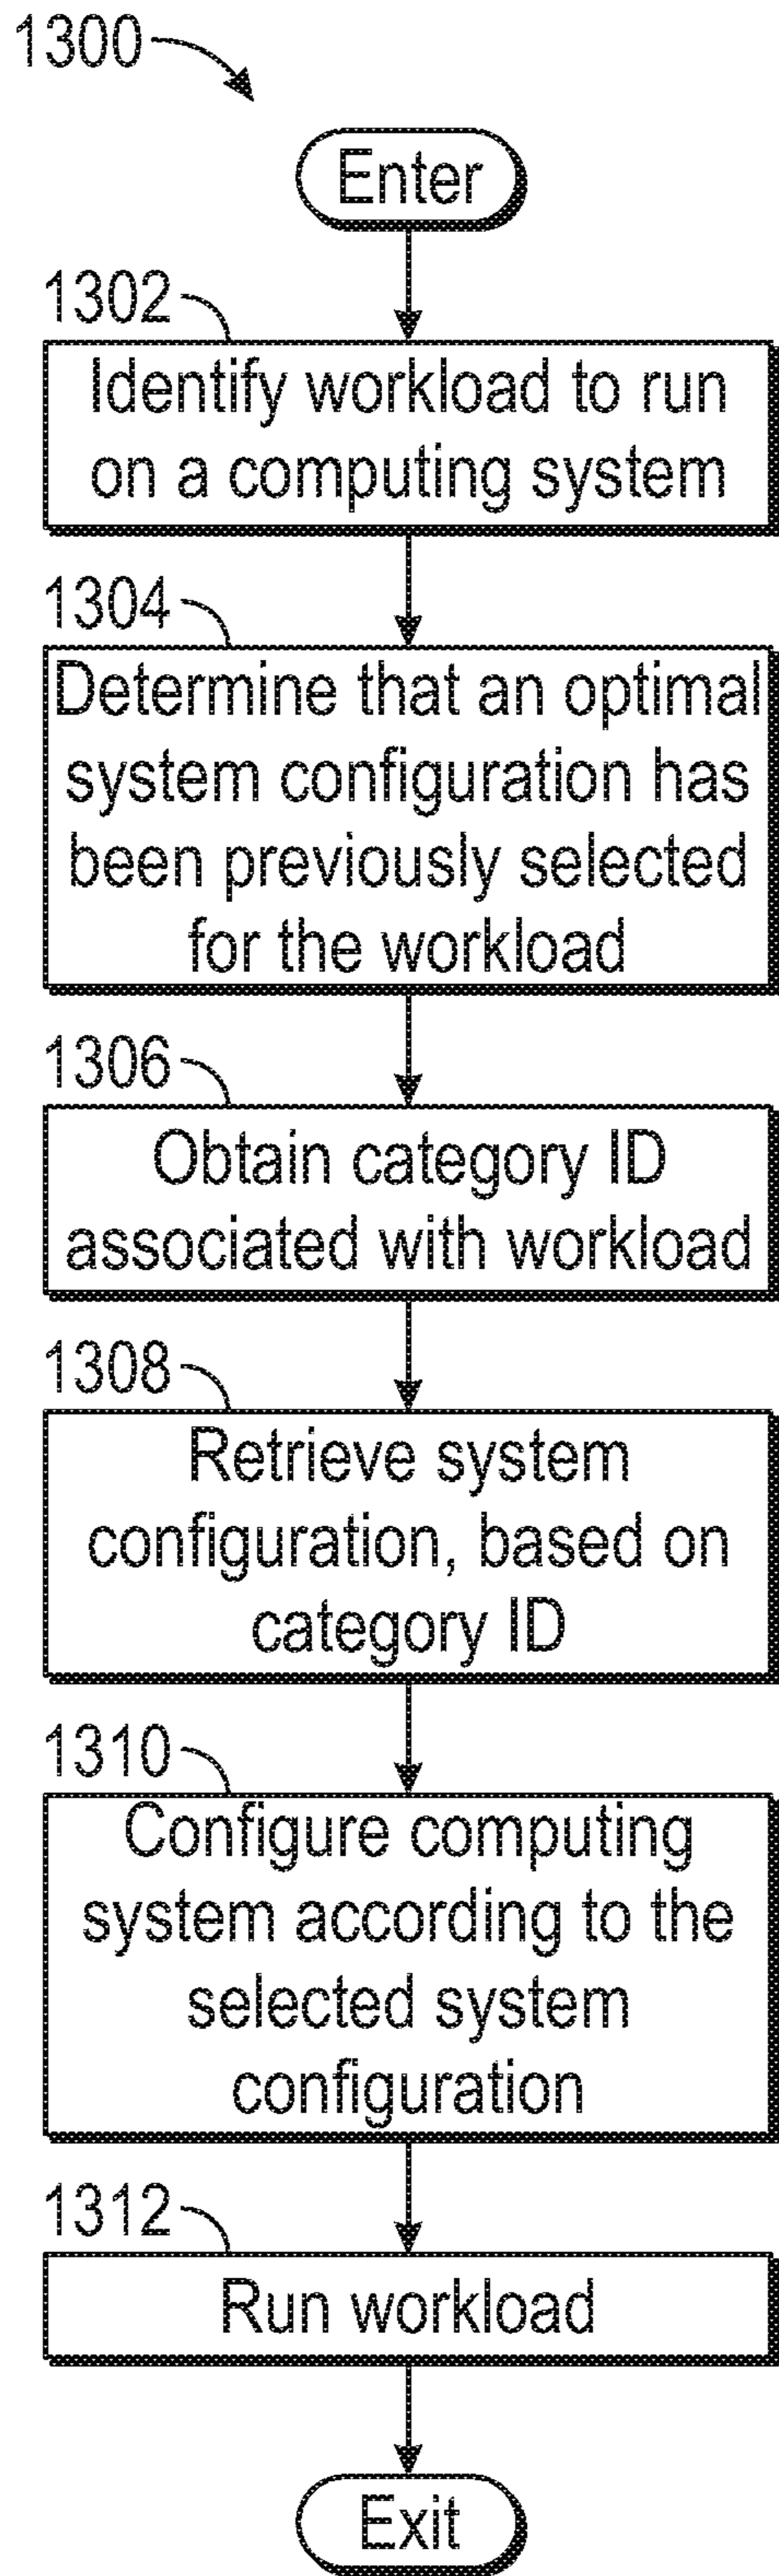 1300
Enter
1302
Identify workload to run
on a computing system
1304
Determine that an optimal
system configuration has
been previously selected
for the workload
1306
Obtain category ID
associated with workload
1308
Retrieve system
configuration, based on
category ID
1310
Configure computing
system according to the
selected system
configuration
1312
Run workload
Exit